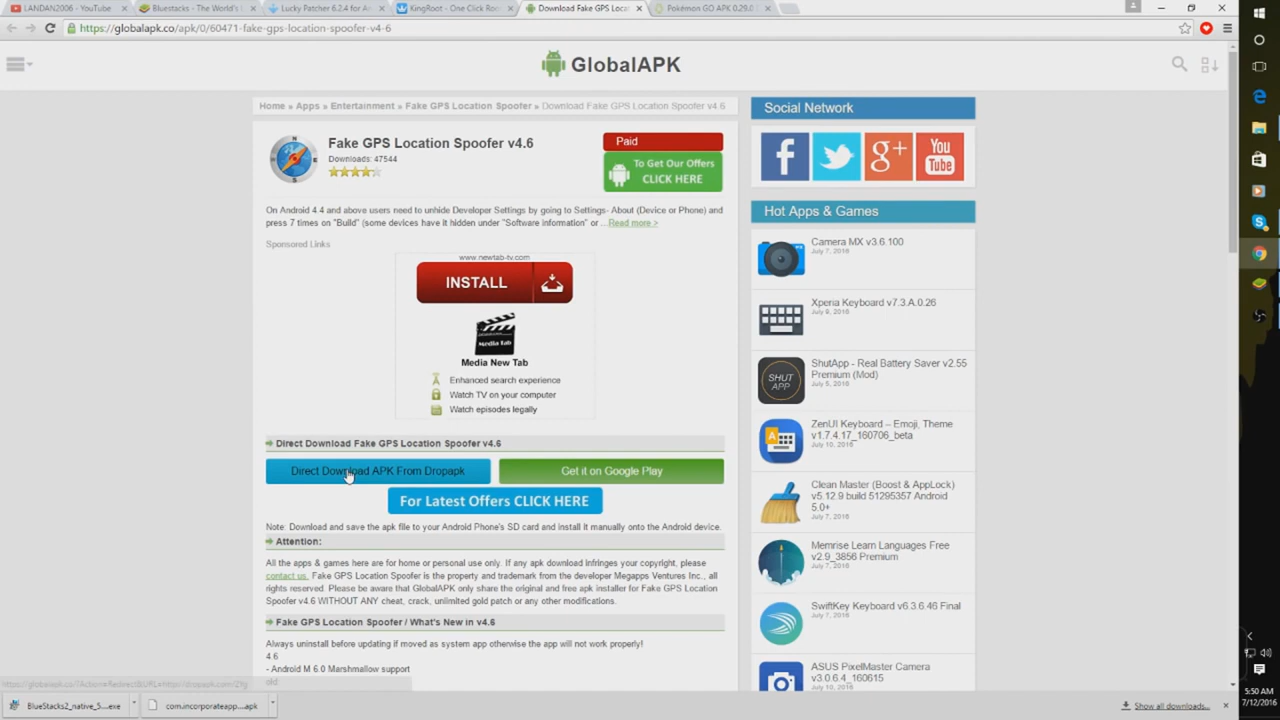 LANDAN2006 - YouTube
Bluestacks - The World's
Lucky Patcher 6.2.4 for An
KingRoot - One Click Roo
Download Fake GPS Locat
Pokémon GO APK 0.29.0
https://globalapk.co/apk/0/60471-fake-gps-location-spoofer-v4-6
GlobalAPK
Home » Apps » Entertainment » Fake GPS Location Spoofer » Download Fake GPS Location Spoofer v4.6
Fake GPS Location Spoofer v4.6
Downloads: 47544
Paid
To Get Our Offers
CLICK HERE
On Android 4.4 and above users need to unhide Developer Settings by going to Settings- About (Device or Phone) and
press 7 times on "Build" (some devices have it hidden under "Software information" or ...Read more >
Sponsored Links
www.newtab-tv.com
INSTALL
Media Tab
Media New Tab
Enhanced search experience
Watch TV on your computer
Watch episodes legally
Direct Download Fake GPS Location Spoofer v4.6
Direct Download APK From Dropapk
Get it on Google Play
For Latest Offers CLICK HERE
Note: Download and save the apk file to your Android Phone's SD card and install it manually onto the Android device.
Attention:
All the apps & games here are for home or personal use only. If any apk download infringes your copyright, please
contact us. Fake GPS Location Spoofer is the property and trademark from the developer Megapps Ventures Inc., all
rights reserved. Please be aware that GlobalAPK only share the original and free apk installer for Fake GPS Location
Spoofer v4.6 WITHOUT ANY cheat, crack, unlimited gold patch or any other modifications.
Fake GPS Location Spoofer / What's New in v4.6
Always uninstall before updating if moved as system app otherwise the app will not work properly!
4.6
- Android M 6.0 Marshmallow support
old
Social Network
f
g+
You
Tube
Hot Apps & Games
Camera MX v3.6.100
July 7, 2016
Xperia Keyboard v7.3.A.0.26
July 9, 2016
SHUT
APP
ShutApp - Real Battery Saver v2.55
Premium (Mod)
July 5, 2016
ZenUI Keyboard – Emoji, Theme
v1.7.4.17_160706_beta
July 10, 2016
Clean Master (Boost & AppLock)
v5.12.9 build 51295357 Android
5.0+
July 7, 2016
Memrise Learn Languages Free
v2.9_3856 Premium
July 7, 2016
SwiftKey Keyboard v6.3.6.46 Final
July 7, 2016
ASUS PixelMaster Camera
v3.0.6.4_160615
July 10, 2016
BlueStacks2_native_5....exe
com.incorporateapp....apk
Show all downloads...
5:50 AM
7/12/2016